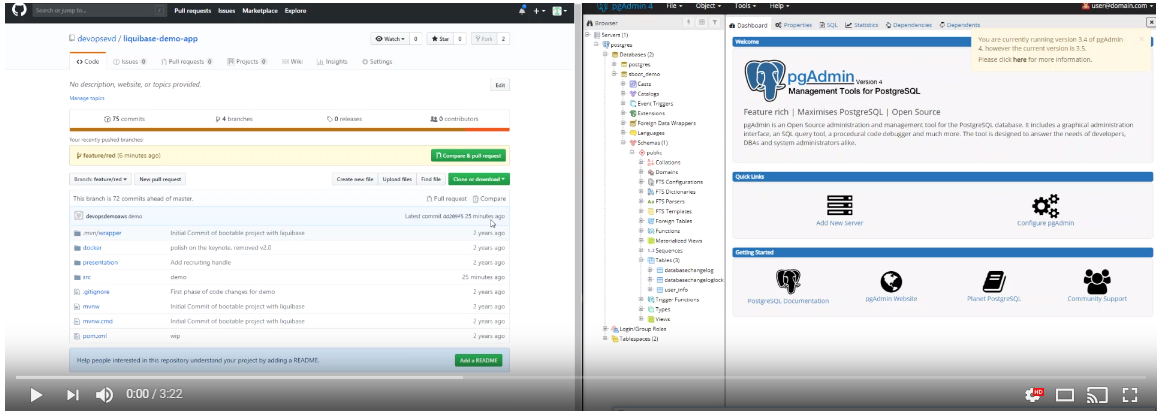 Search or jump to...
Pull requests Issues Marketplace Explore
devopsevd / liquibase-demo-app
Watch 0 Star 0 Fork 2
Code Issues 0 Pull requests 0 Projects 0 Wiki Insights Settings
No description, website, or topics provided.
Edit
Manage topics
75 commits 4 branches 0 releases 0 contributors
Your recently pushed branches:
feature/red (6 minutes ago)
Compare & pull request
Branch: feature/red New pull request
Create new file Upload files Find file Clone or download
This branch is 72 commits ahead of master.
Pull request Compare
devopsdemoaws demo
Latest commit 25 minutes ago
.mvn/wrapper Initial Commit of bootable project with liquibase 2 years ago
docker polish on the keynote, removed v2.0 2 years ago
presentation Add recruiting handle 2 years ago
src demo 25 minutes ago
.gitignore First phase of code changes for demo 2 years ago
mvnw Initial Commit of bootable project with liquibase 2 years ago
mvnw.cmd Initial Commit of bootable project with liquibase 2 years ago
pom.xml wip 2 years ago
Help people interested in this repository understand your project by adding a README.
Add a README
0:00 / 3:22
HD
pgAdmin 4 File Object Tools Help
user@domain.com
Browser
Servers (1)
postgres
Databases (2)
postgres
sboot_demo
Casts
Catalogs
Event Triggers
Extensions
Foreign Data Wrappers
Languages
Schemas (1)
public
Collations
Domains
FTS Configurations
FTS Dictionaries
FTS Parsers
FTS Templates
Foreign Tables
Functions
Materialized Views
Sequences
Tables (3)
databasechangelog
databasechangeloglock
user_info
Trigger Functions
Types
Views
Login/Group Roles
Tablespaces (2)
Dashboard Properties SQL Statistics Dependencies Dependents
Welcome
You are currently running version 3.4 of pgAdmin
4, however the current version is 3.5.
Please click here for more information.
pgAdmin Version 4
Management Tools for PostgreSQL
Feature rich | Maximises PostgreSQL | Open Source
pgAdmin is an Open Source administration and management tool for the PostgreSQL database. It includes a graphical administration
interface, an SQL query tool, a procedural code debugger and much more. The tool is designed to answer the needs of developers,
DBAs and system administrators alike.
Quick Links
Add New Server
Configure pgAdmin
Getting Started
PostgreSQL Documentation
pgAdmin Website
Planet PostgreSQL
Community Support